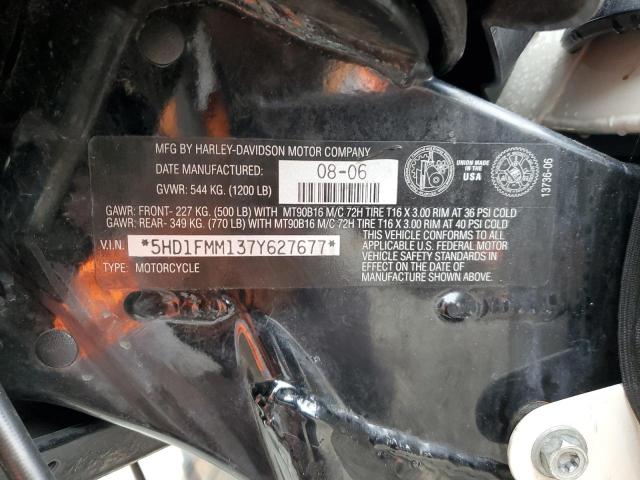 MFG BY HARLEY-DAVIDSON MOTOR COMPANY
DATE MANUFACTURED: 08-06
GVWR: 544 KG. (1200 LB)
UNION MADE IN THE
USA
13736-06
GAWR: FRONT- 227 KG. (500 LB) WITH MT90B16 M/C 72H TIRE T16 X 3.00 RIM AT 36 PSI COLD
GAWR: REAR- 349 KG. (770 LB) WITH MT90B16 M/C 72H TIRE T16 X 3.00 RIM AT 40 PSI COLD
V.I.N. *5HD1FMM137Y627677*
TYPE: MOTORCYCLE
THIS VEHICLE CONFORMS TO ALL
APPLICABLE U.S. FEDERAL MOTOR
VEHICLE SAFETY STANDARDS
IN EFFECT ON THE DATE OF
MANUFACTURE SHOWN ABOVE.